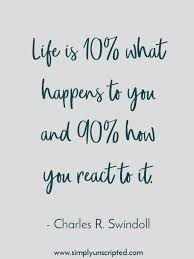 Life is 10% what
happens to you
and 90% how
you react to it.
- Charles R. Swindoll
www.simplyunscripted.com